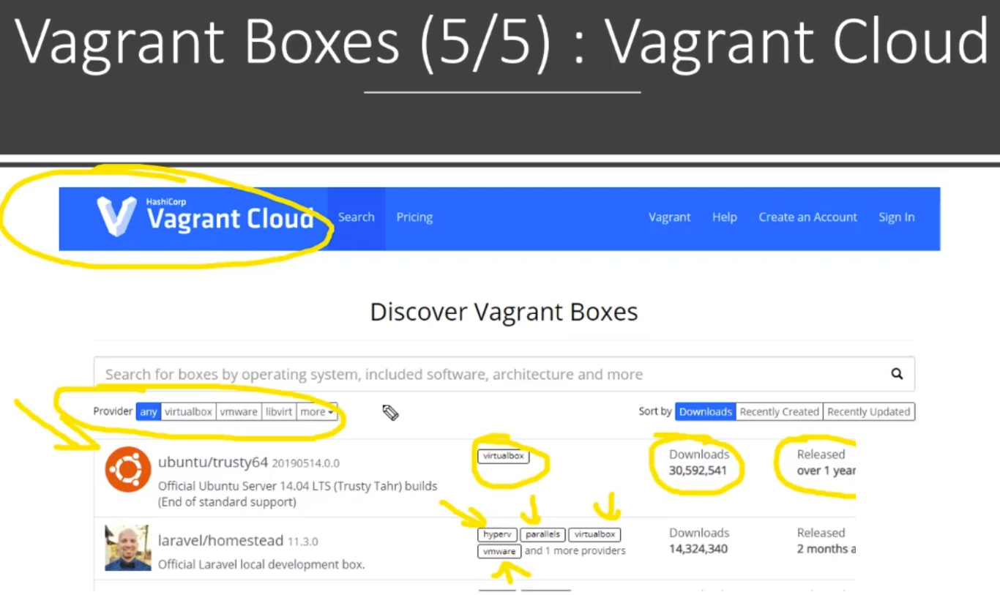 Vagrant Boxes (5/5) : Vagrant Cloud
HashiCorp
Vagrant Cloud Search Pricing Vagrant Help Create an Account Sign In
Discover Vagrant Boxes
Search for boxes by operating system, included software, architecture and more
Provider any virtualbox vmware libvirt more Sort by Downloads Recently Created Recently Updated
ubuntu/trusty64 20190514.0.0 virtualbox Downloads Released
30,592,541 over 1 year
Official Ubuntu Server 14.04 LTS (Trusty Tahr) builds
(End of standard support)
laravel/homestead 11.3.0 hyperv parallels virtualbox Downloads Released
vmware and 1 more providers 14,324,340 2 months a
Official Laravel local development box.